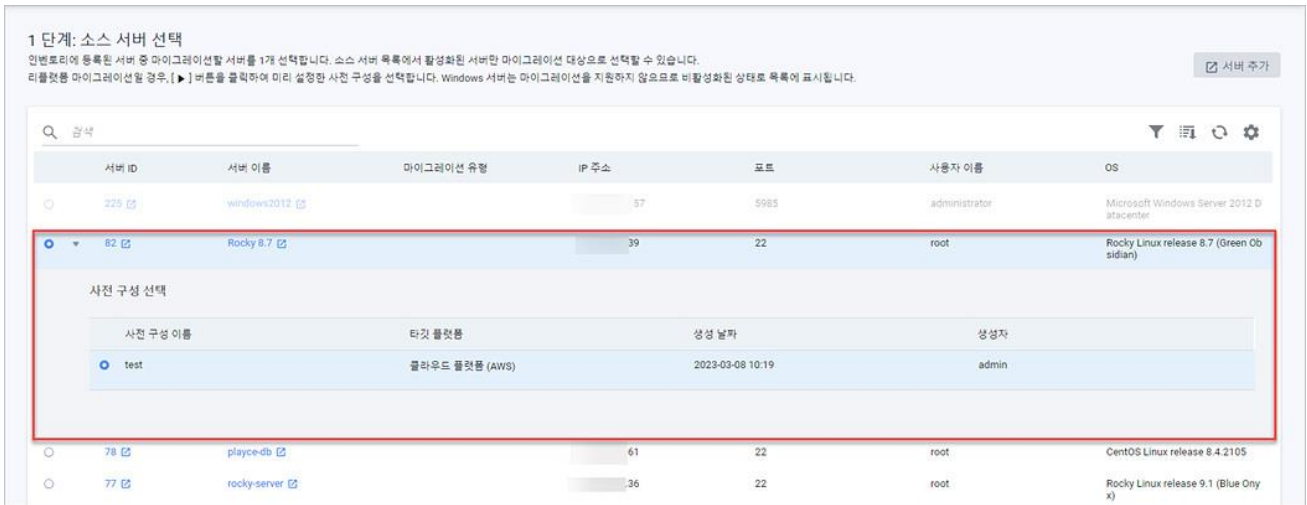 1 단계: 소스 서버 선택
인벤토리에 등록된 서버 중 마이그레이션할 서버를 1개 선택합니다. 소스 서버 목록에서 활성화된 서버만 마이그레이션 대상으로 선택할 수 있습니다.
리플랫폼 마이그레이션일 경우, [ ▶ ] 버튼을 클릭하여 미리 설정한 사전 구성을 선택합니다. Windows 서버는 마이그레이션을 지원하지 않으므로 비활성화된 상태로 목록에 표시됩니다.
서버 추가
검색
서버 ID 서버 이름 마이그레이션 유형 IP 주소 포트 사용자 이름 OS
225 windows2012 57 5985 administrator Microsoft Windows Server 2012 D
atacenter
82 Rocky 8.7 39 22 root Rocky Linux release 8.7 (Green Ob
sidian)
사전 구성 선택
사전 구성 이름 타깃 플랫폼 생성 날짜 생성자
test 클라우드 플랫폼 (AWS) 2023-03-08 10:19 admin
78 playce-db 61 22 root CentOS Linux release 8.4.2105
77 rocky-server .36 22 root Rocky Linux release 9.1 (Blue Ony
x)